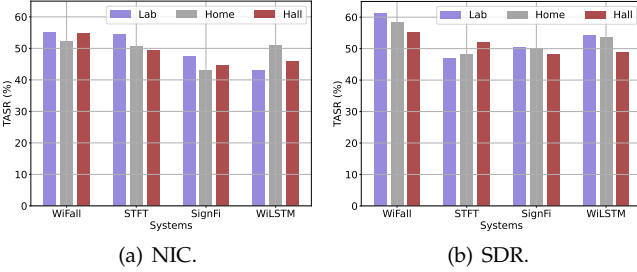 Lab Home Hall
60
50
40
30
20
10
0
TASR (%)
WiFall STFT SignFi WiLSTM
Systems
(a) NIC.
Lab Home Hall
60
50
40
30
20
10
0
TASR (%)
WiFall STFT SignFi WiLSTM
Systems
(b) SDR.